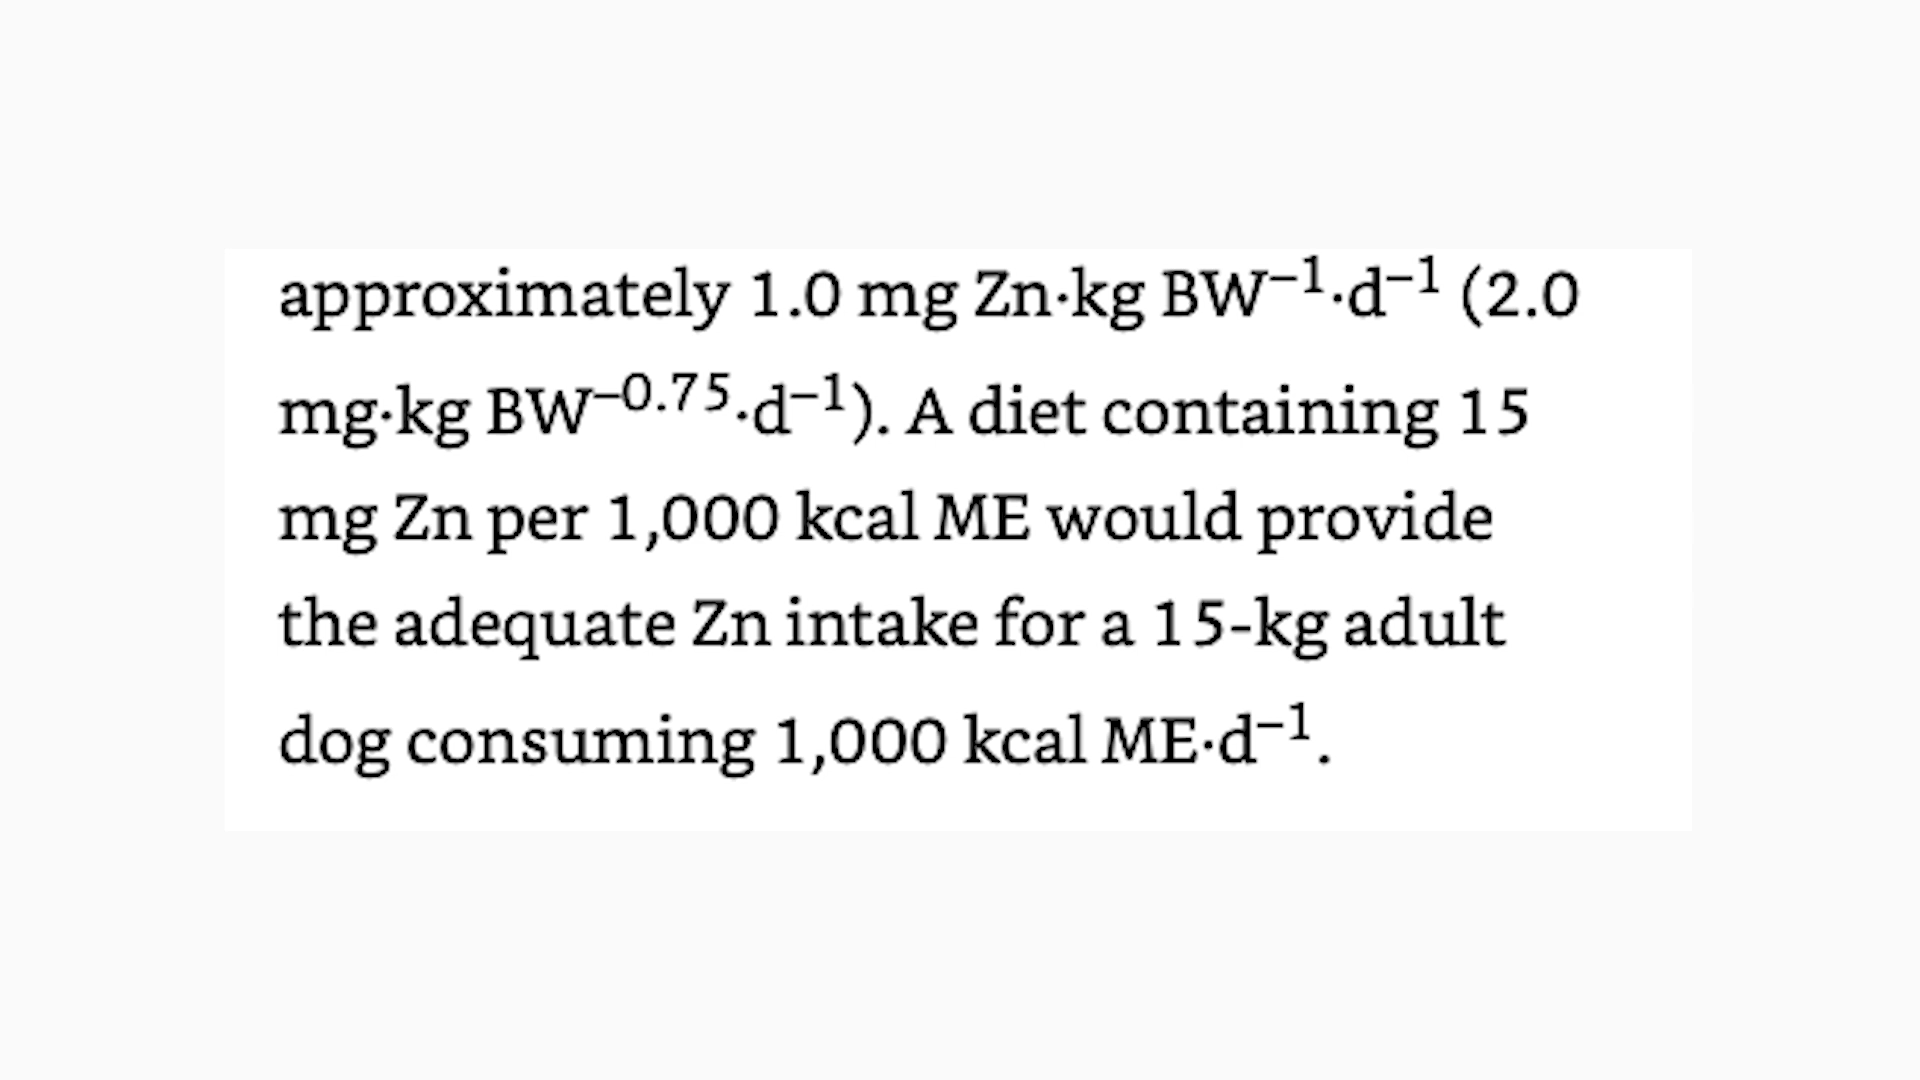 approximately 1.0 mg Zn·kg BW⁻¹·d⁻¹ (2.0
mg·kg BW⁻⁰·⁷⁵·d⁻¹). A diet containing 15
mg Zn per 1,000 kcal ME would provide
the adequate Zn intake for a 15-kg adult
dog consuming 1,000 kcal ME·d⁻¹.